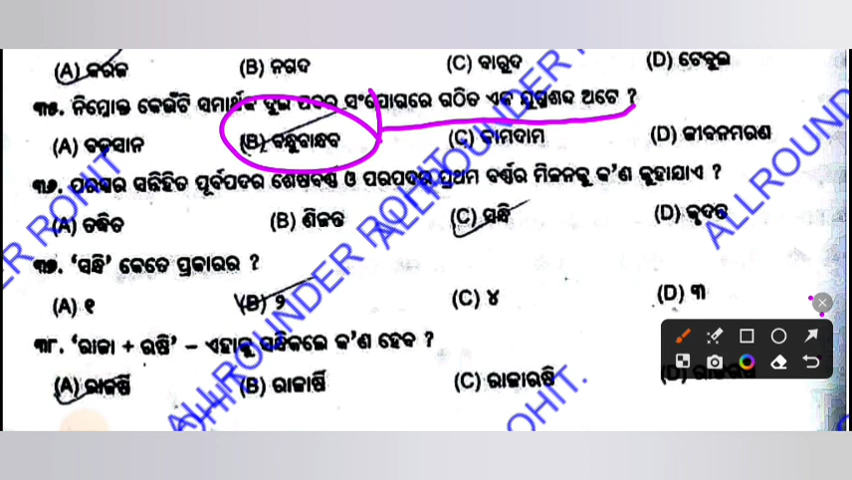 (A) କରଜ (B) ନଗଦ (C) ବାରୁଦ (D) ଟେବୁଲ
୩୫. ନିମ୍ନୋକ୍ତ କେଉଁଟି ସମାର୍ଥକ ଦୁଇ ପଦର ସଂଯୋଗରେ ଗଠିତ ଏକ ଯୁଗ୍ମଶବ୍ଦ ଅଟେ ?
(A) ବଡ଼ସାନ (B) ବନ୍ଧୁବାନ୍ଧବ (C) କାମଦାମ (D) ଜୀବନମରଣ
୩୬. ପରସ୍ପର ସନ୍ନିହିତ ପୂର୍ବପଦର ଶେଷବର୍ଣ୍ଣ ଓ ପରପଦର ପ୍ରଥମ ବର୍ଣ୍ଣର ମିଳନକୁ କ'ଣ କୁହାଯାଏ ?
(A) ତଦ୍ଧିତ (B) ଣିଜନ୍ତ (C) ସନ୍ଧି (D) କୃଦନ୍ତ
୩୭. 'ସନ୍ଧି' କେତେ ପ୍ରକାରର ?
(A) ୧ (B) ୨ (C) ୪ (D) ୩
୩୮. 'ରାଜା + ଋଷି' – ଏହାକୁ ସନ୍ଧିକଲେ କ'ଣ ହେବ ?
(A) ରାଜର୍ଷି (B) ରାଜାର୍ଷି (C) ରାଜାଋଷି (D)
ALLROUNDER ROHIT.